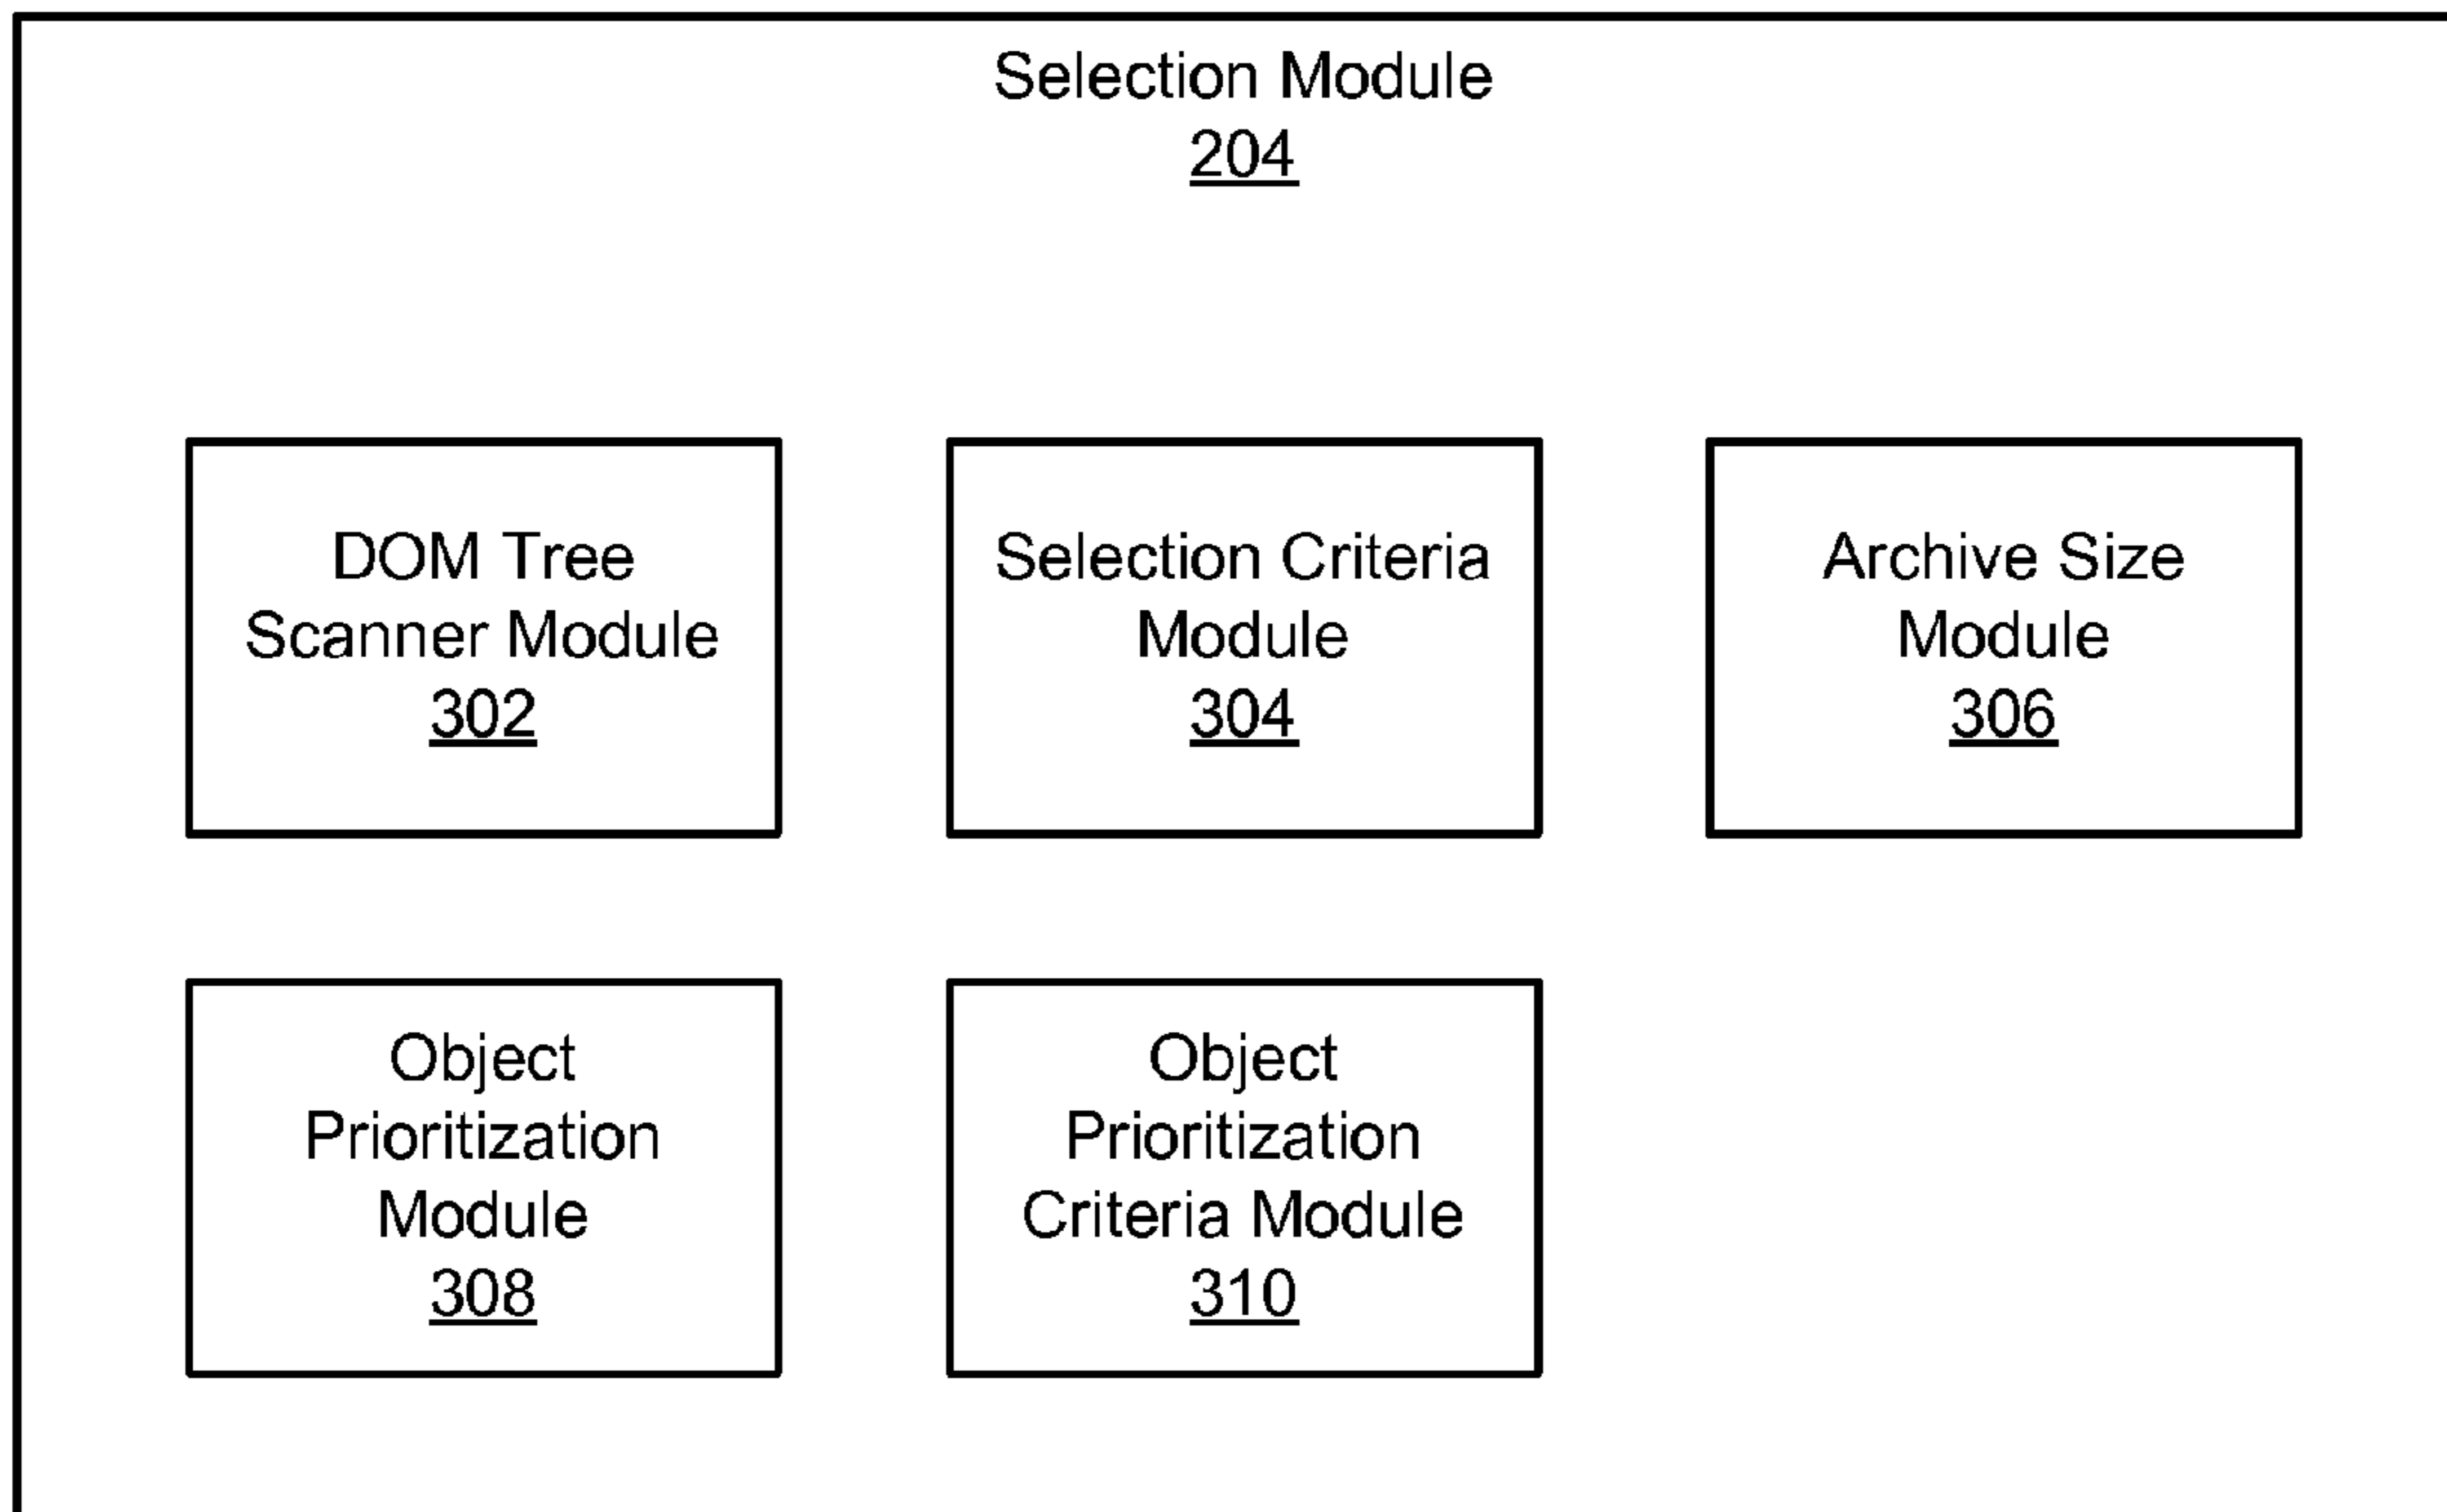 Selection Module
204
DOM Tree
Scanner Module
302
Selection Criteria
Module
304
Archive Size
Module
306
Object
Prioritization
Module
308
Object
Prioritization
Criteria Module
310